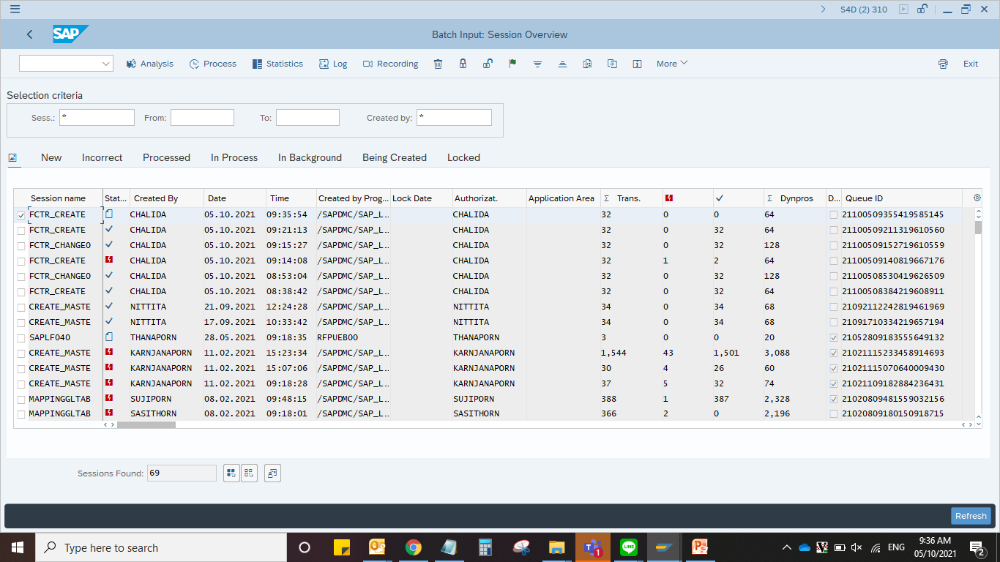 S4D (2) 310
SAP
Batch Input: Session Overview
Analysis Process Statistics Log Recording More Exit
Selection criteria
Sess.: * From: To: Created by: *
New Incorrect Processed In Process In Background Being Created Locked
Session name Stat... Created By Date Time Created by Prog... Lock Date Authorizat. Application Area Σ Trans. Σ Dynpros D... Queue ID
FCTR_CREATE CHALIDA 05.10.2021 09:35:54 /SAPDMC/SAP_L... CHALIDA 32 0 0 64 21100509355419585145
FCTR_CREATE CHALIDA 05.10.2021 09:21:13 /SAPDMC/SAP_L... CHALIDA 32 0 32 64 21100509211319610560
FCTR_CHANGE0 CHALIDA 05.10.2021 09:15:27 /SAPDMC/SAP_L... CHALIDA 32 0 32 128 21100509152719610559
FCTR_CREATE CHALIDA 05.10.2021 09:14:08 /SAPDMC/SAP_L... CHALIDA 32 1 2 64 21100509140819667176
FCTR_CHANGE0 CHALIDA 05.10.2021 08:53:04 /SAPDMC/SAP_L... CHALIDA 32 0 32 128 21100508530419626509
FCTR_CREATE CHALIDA 05.10.2021 08:38:42 /SAPDMC/SAP_L... CHALIDA 32 0 32 64 21100508384219608911
CREATE_MASTE NITTITA 21.09.2021 12:24:28 /SAPDMC/SAP_L... NITTITA 34 0 34 68 21092112242819461969
CREATE_MASTE NITTITA 17.09.2021 10:33:42 /SAPDMC/SAP_L... NITTITA 34 0 34 68 21091710334219657194
SAPLF040 THANAPORN 28.05.2021 09:18:35 RFPUEB00 THANAPORN 3 0 0 20 21052809183555649132
CREATE_MASTE KARNJANAPORN 11.02.2021 15:23:34 /SAPDMC/SAP_L... KARNJANAPORN 1,544 43 1,501 3,088 21021115233458914693
CREATE_MASTE KARNJANAPORN 11.02.2021 15:07:06 /SAPDMC/SAP_L... KARNJANAPORN 30 4 26 60 21021115070640009430
CREATE_MASTE KARNJANAPORN 11.02.2021 09:18:28 /SAPDMC/SAP_L... KARNJANAPORN 37 5 32 74 21021109182884236431
MAPPINGGLTAB SUJIPORN 08.02.2021 09:48:15 /SAPDMC/SAP_L... SUJIPORN 388 1 387 2,328 21020809481559032156
MAPPINGGLTAB SASITHORN 08.02.2021 09:18:01 /SAPDMC/SAP_L... SASITHORN 366 2 0 2,196 21020809180150918715
Sessions Found: 69
Refresh
Type here to search
1
LINE
ENG
9:36 AM
05/10/2021
2